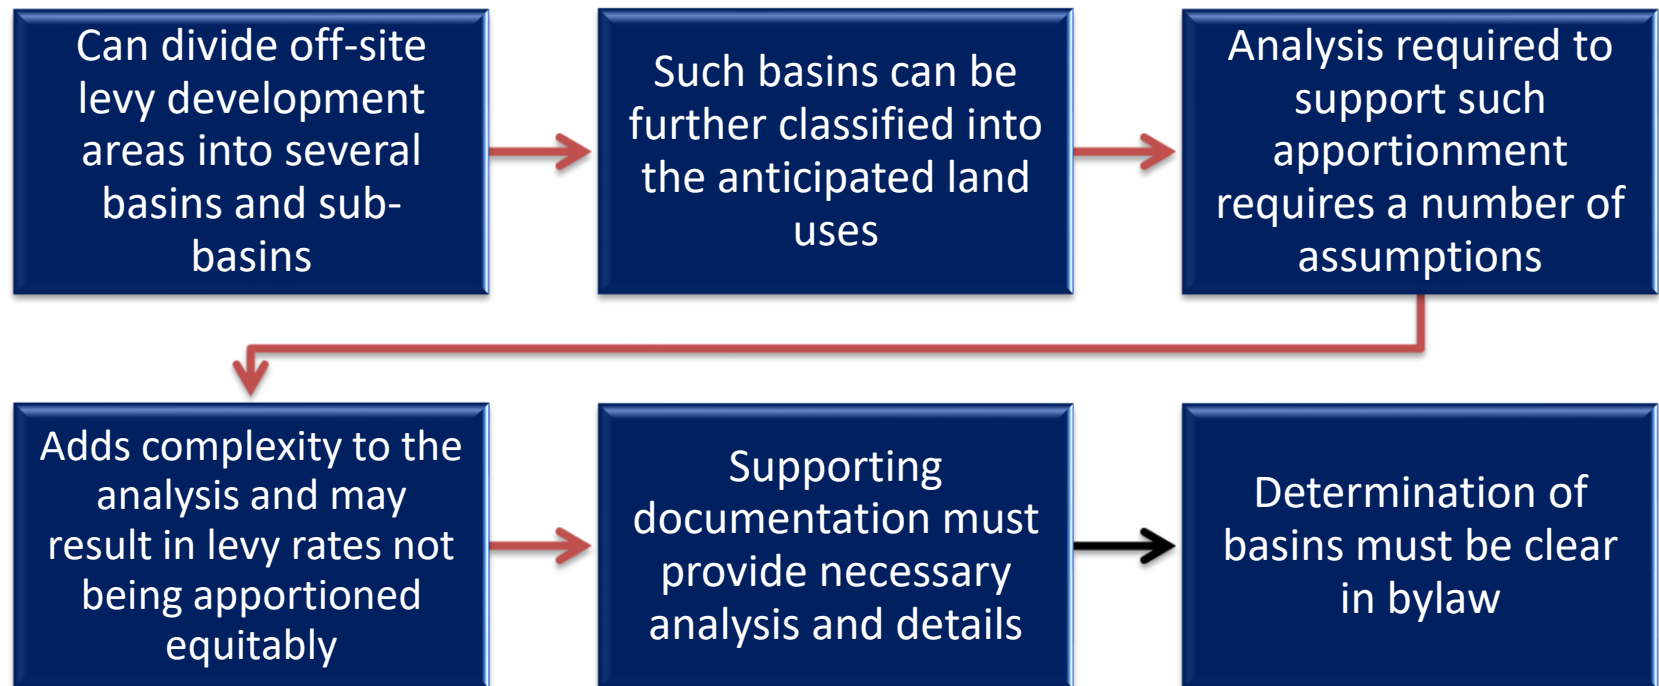 Can divide off-site
levy development
areas into several
basins and sub-
basins
Such basins can be
further classified into
the anticipated land
uses
Analysis required to
support such
apportionment
requires a number of
assumptions
Adds complexity to the
analysis and may
result in levy rates not
being apportioned
equitably
Supporting
documentation must
provide necessary
analysis and details
Determination of
basins must be clear
in bylaw